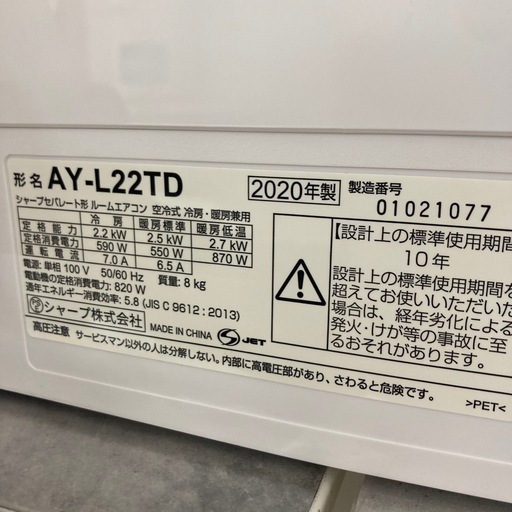 形名 AY-L22TD 2020年製 製造番号 01021077
シャープセパレート形 ルームエアコン 空冷式 冷房・暖房兼用
冷房 暖房標準 暖房低温
定格能力 2.2 kW 2.5 kW 2.7 kW
定格消費電力 590 W 550 W 870 W
運転電流 7.0 A 6.5 A
電源: 単相 100 V 50/60 Hz 質量: 8 kg
電動機の定格消費電力: 820 W
通年エネルギー消費効率: 5.8 (JIS C 9612 : 2013)
シャープ株式会社 MADE IN CHINA S JET
高圧注意 サービスマン以外の人は分解しない。内部に高電圧部があり、さわると危険です。
【設計上の標準使用期間
10 年
設計上の標準使用期間を
超えてお使いいただいた
場合は、経年劣化による
発火・けが等の事故に至
るおそれがあります。
>PET<